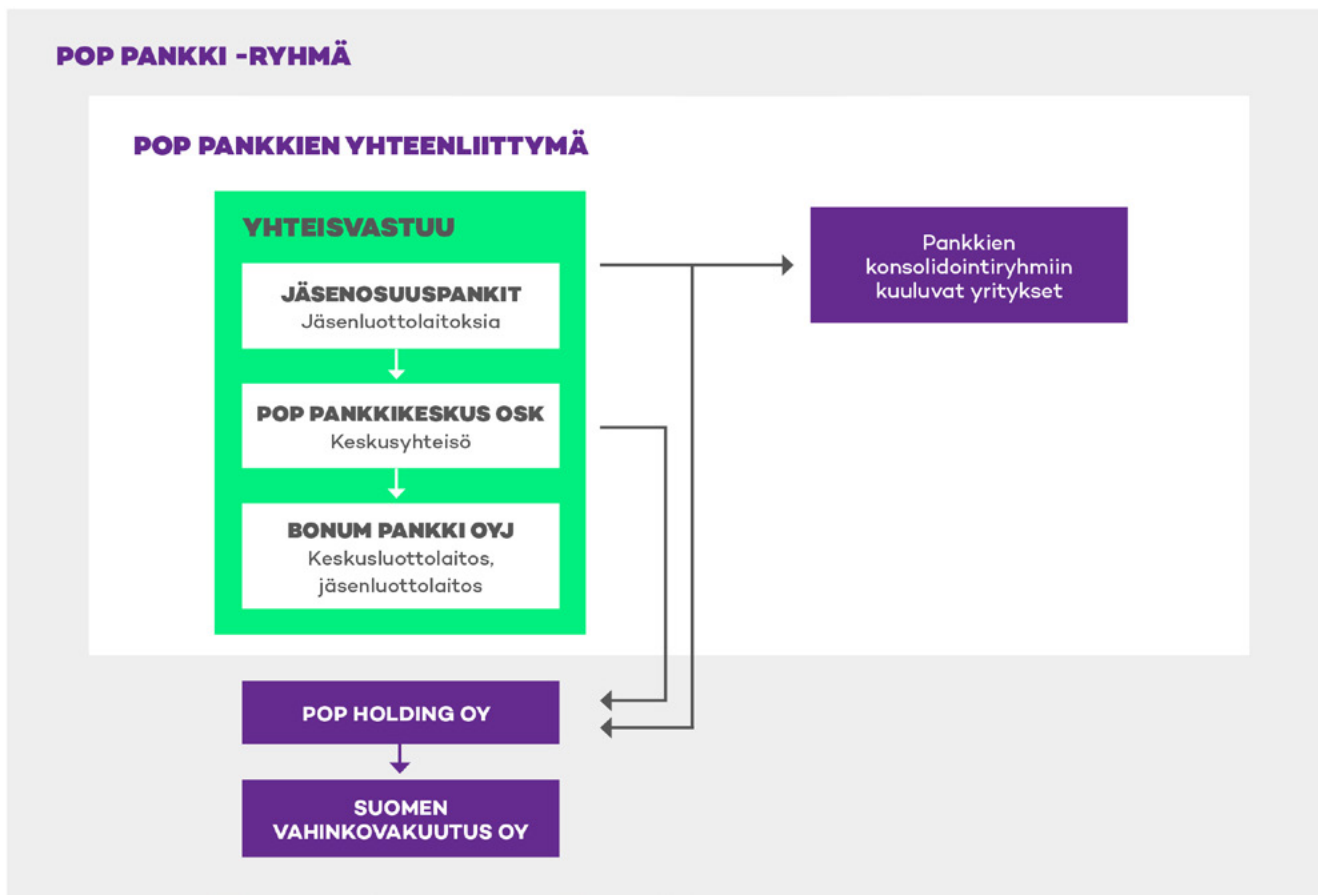 POP PANKKI -RYHMÄ
POP PANKKIEN YHTEENLIITTYMÄ
YHTEISVASTUU
JÄSENOSUUSPANKIT
Jäsenluottolaitoksia
POP PANKKIKESKUS OSK
Keskusyhteisö
BONUM PANKKI OYJ
Keskusluottolaitos,
jäsenluottolaitos
Pankkien
konsolidointiryhmiin
kuuluvat yritykset
POP HOLDING OY
SUOMEN
VAHINKOVAKUUTUS OY